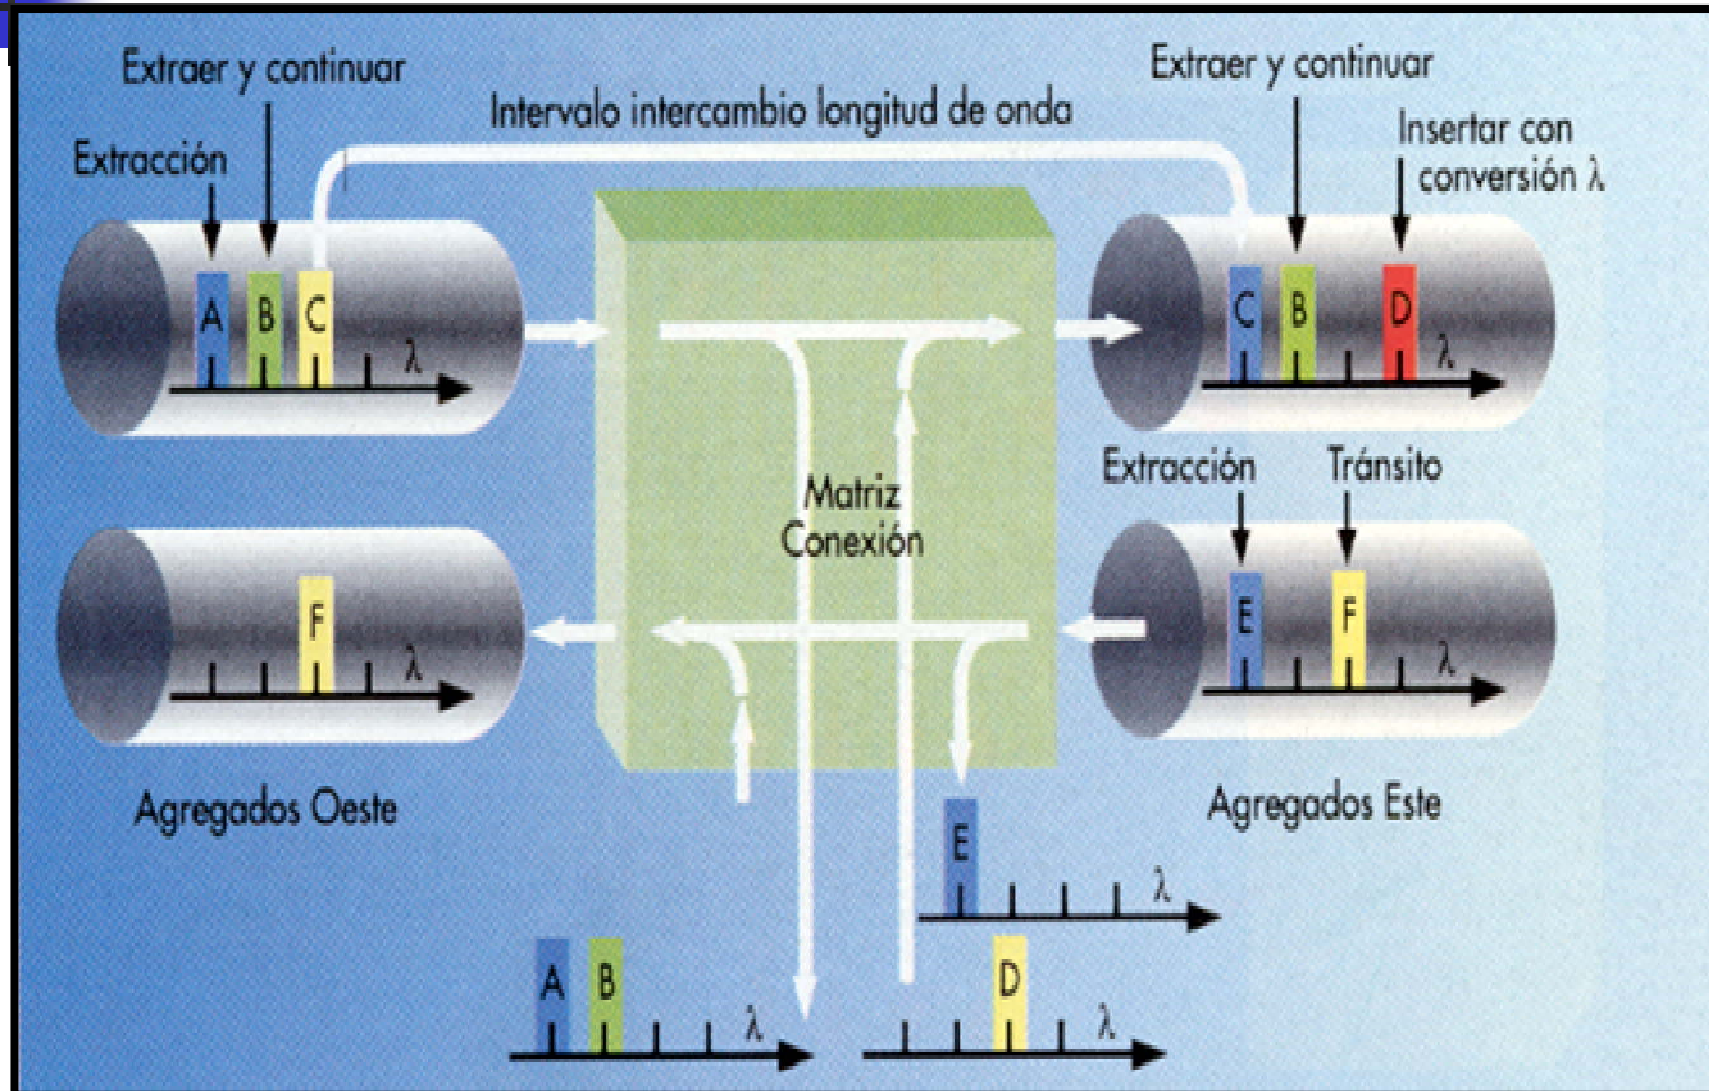 Extraer y continuar
Extracción
Intervalo intercambio longitud de onda
Extraer y continuar
Insertar con
conversión λ
A B C λ
C B D λ
Matriz
Conexión
Extracción Tránsito
F λ
E F λ
Agregados Oeste
Agregados Este
E λ
A B λ
D λ